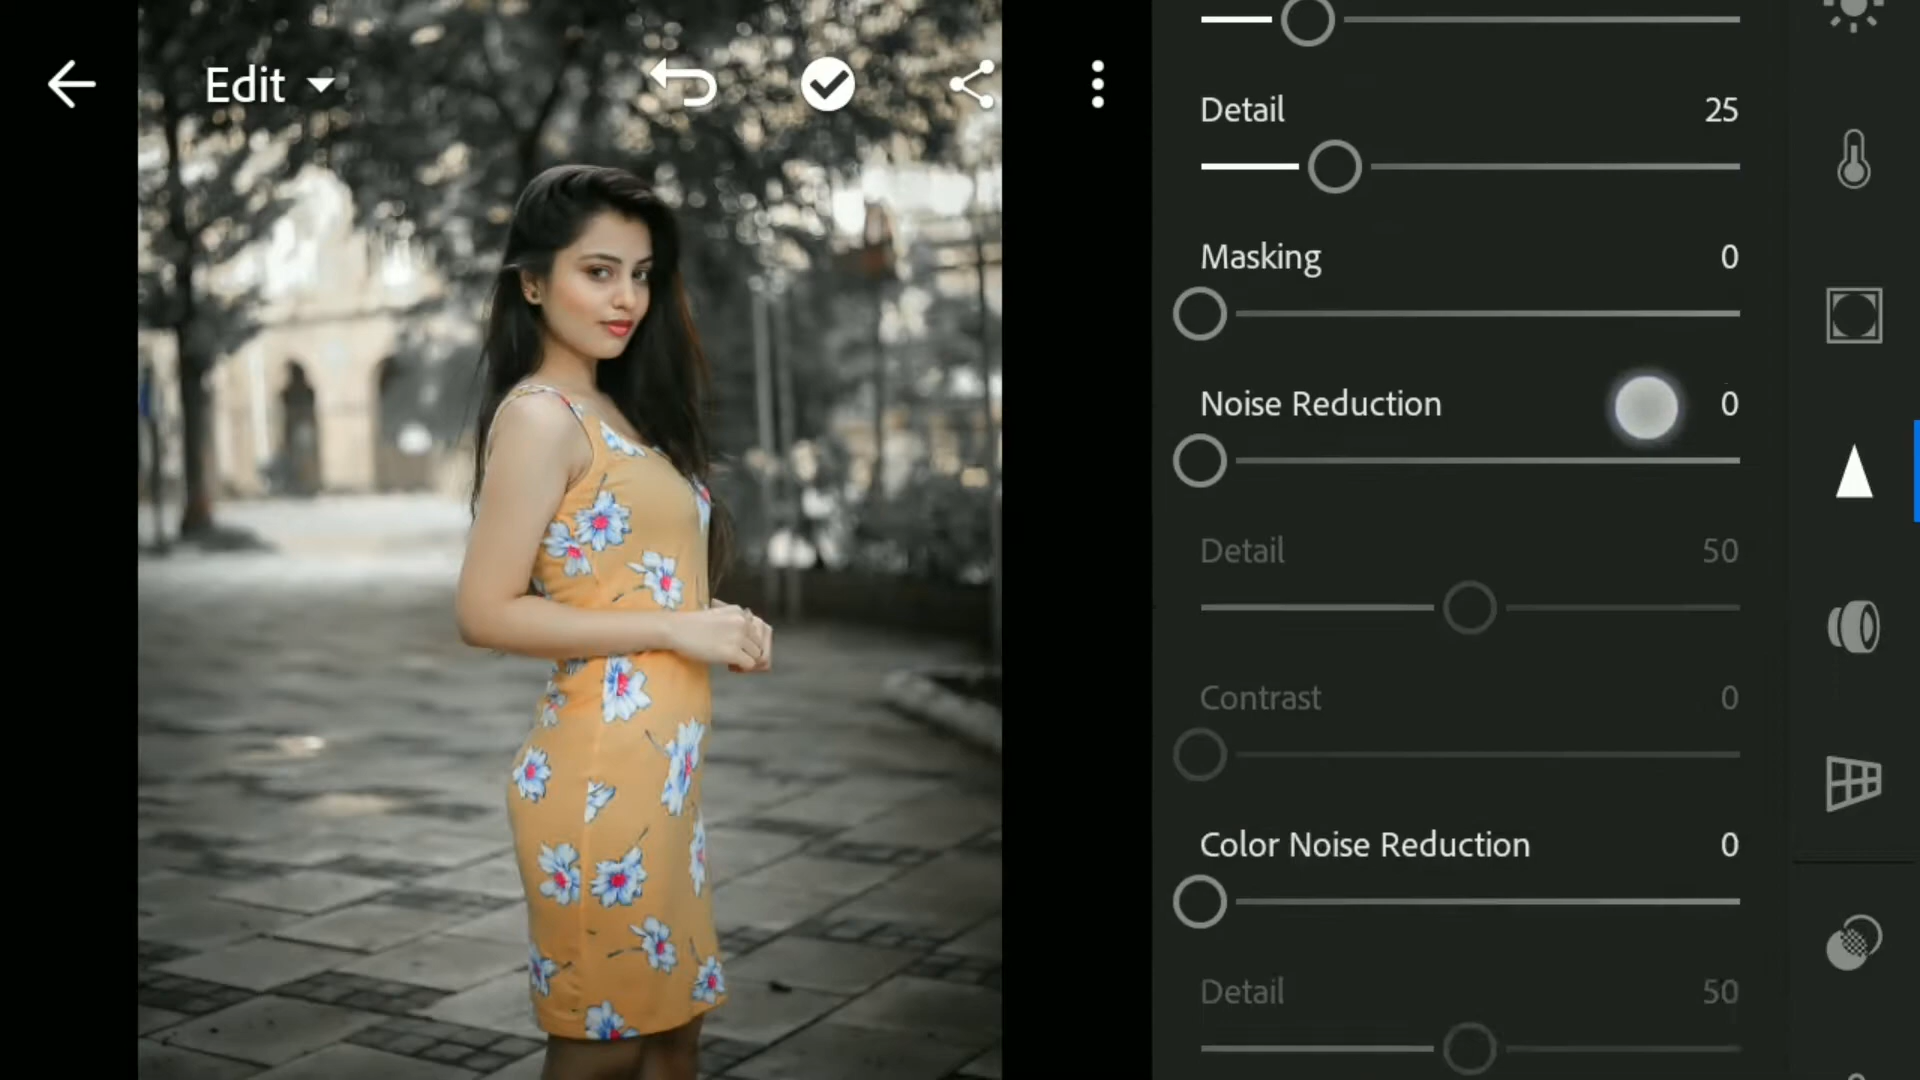 Edit
Detail 25
Masking 0
Noise Reduction 0
Detail 50
Contrast 0
Color Noise Reduction 0
Detail 50